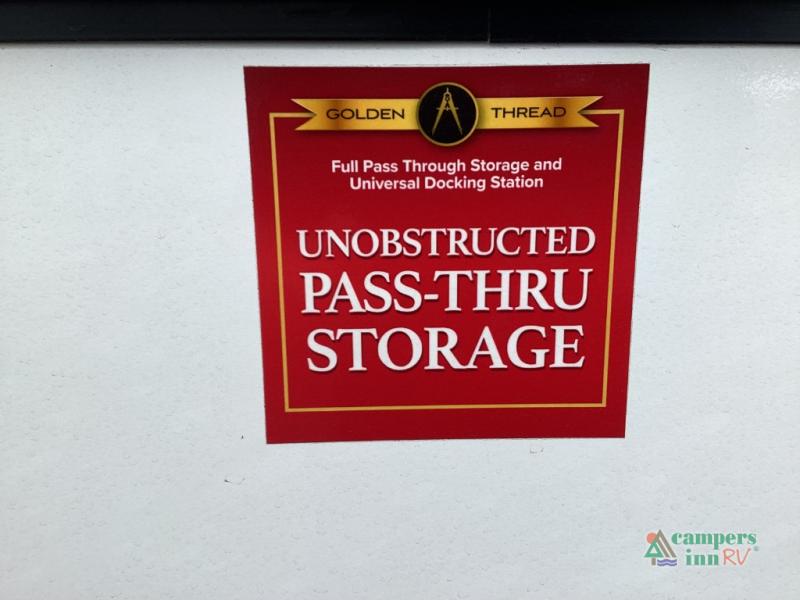 GOLDEN THREAD
Full Pass Through Storage and
Universal Docking Station
UNOBSTRUCTED
PASS-THRU
STORAGE
campers
inn RV®